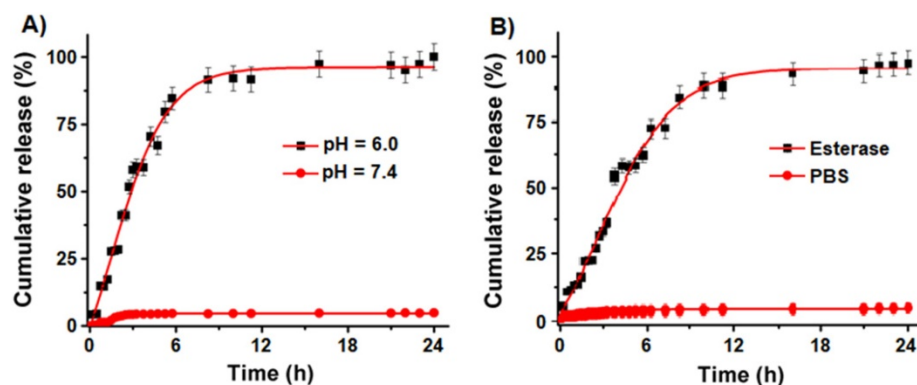 A)
Cumulative release (%)
100
75
50
25
0
pH = 6.0
pH = 7.4
0 6 12 18 24
Time (h)
B)
Cumulative release (%)
100
75
50
25
0
Esterase
PBS
0 6 12 18 24
Time (h)